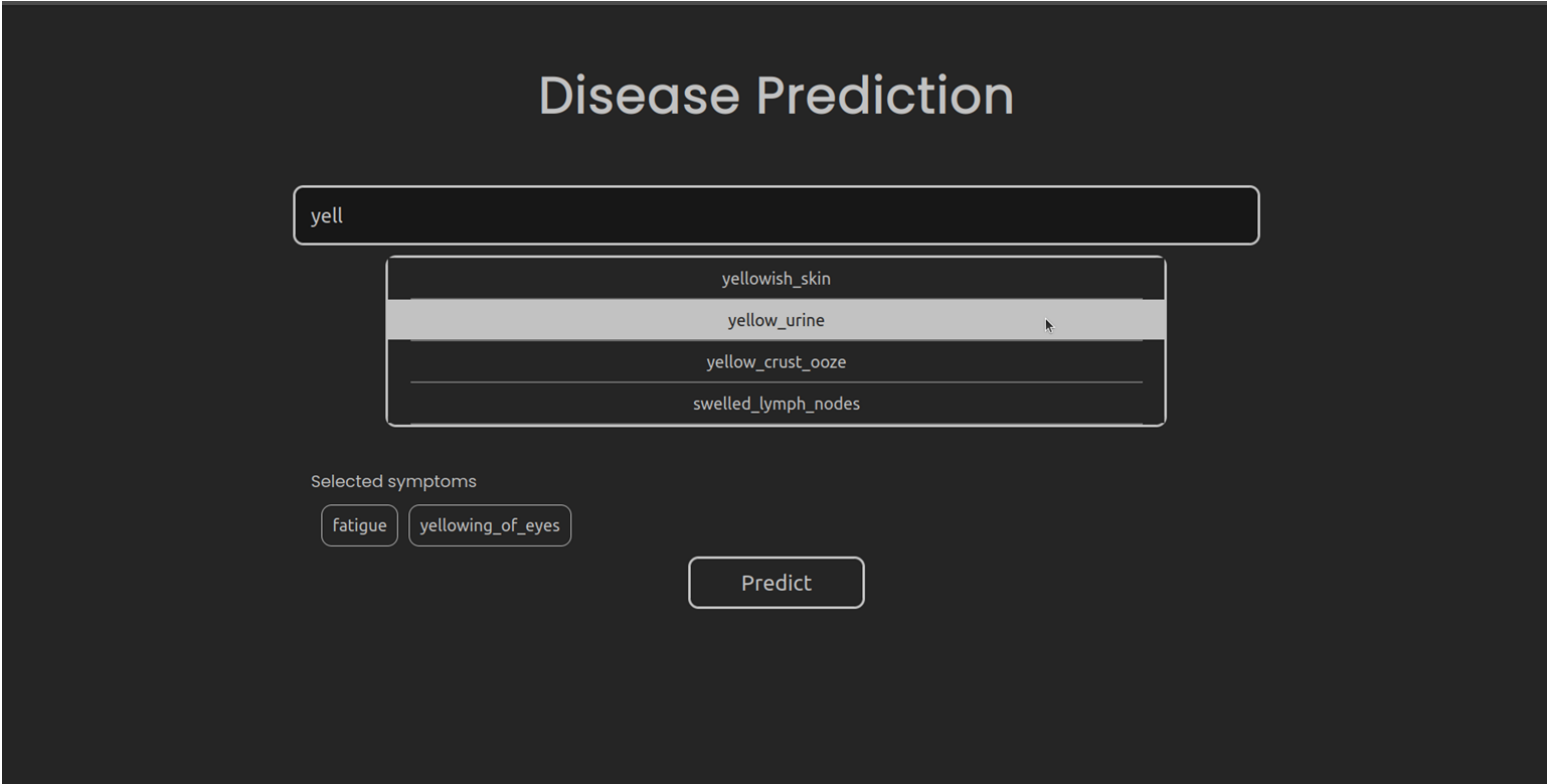 Disease Prediction
yell
yellowish_skin
yellow_urine
yellow_crust_ooze
swelled_lymph_nodes
Selected symptoms
fatigue yellowing_of_eyes
Predict